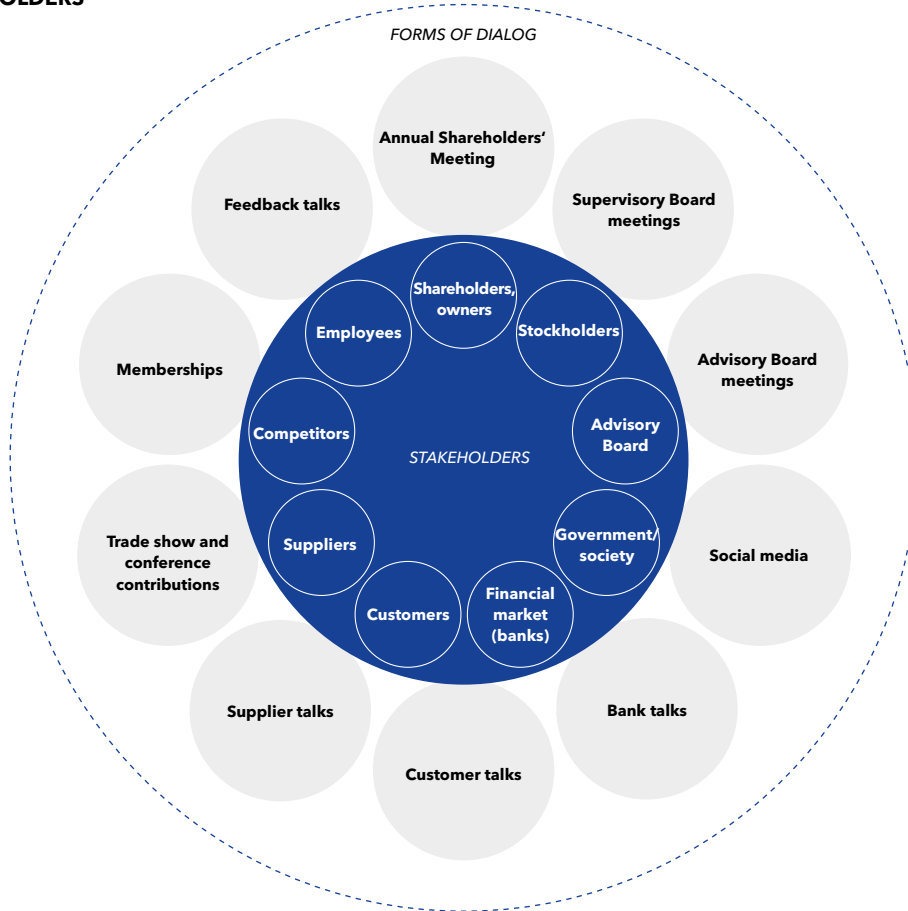 FORMS OF DIALOG
Annual Shareholders‘
Meeting
Supervisory Board
meetings
Feedback talks
Shareholders,
owners
Stockholders
Employees
Advisory Board
meetings
Memberships
Advisory
Board
Competitors
STAKEHOLDERS
Government/
society
Suppliers
Social media
Trade show and
conference
contributions
Financial
market
(banks)
Customers
Supplier talks
Bank talks
Customer talks